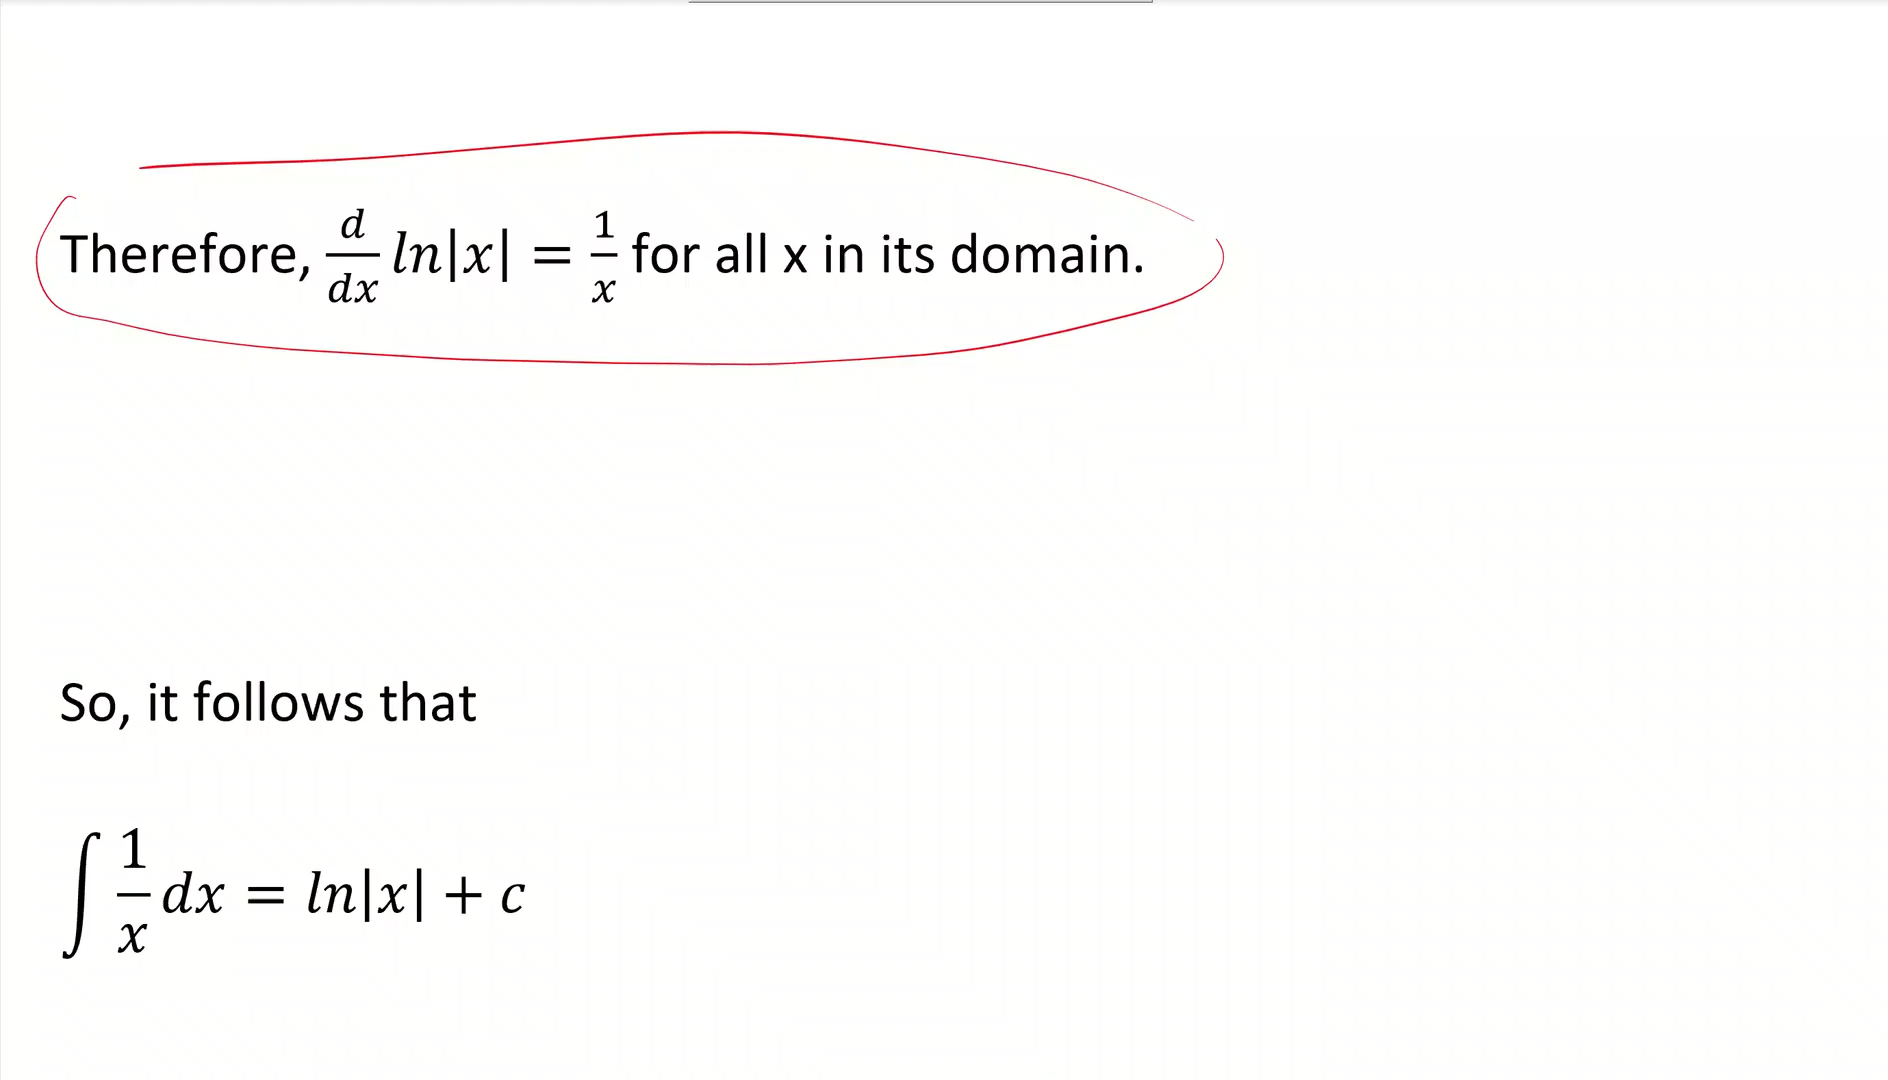 Therefore, d/dx ln|x| = 1/x for all x in its domain.
So, it follows that
∫ 1/x dx = ln|x| + c